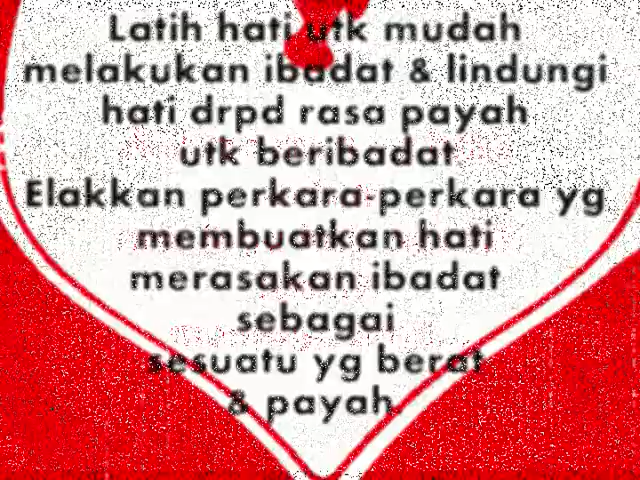 Latih hati utk mudah
melakukan ibadat & lindungi
hati drpd rasa payah
utk beribadat
Elakkan perkara-perkara yg
membuatkan hati
merasakan ibadat
sebagai
sesuatu yg berat
& payah.